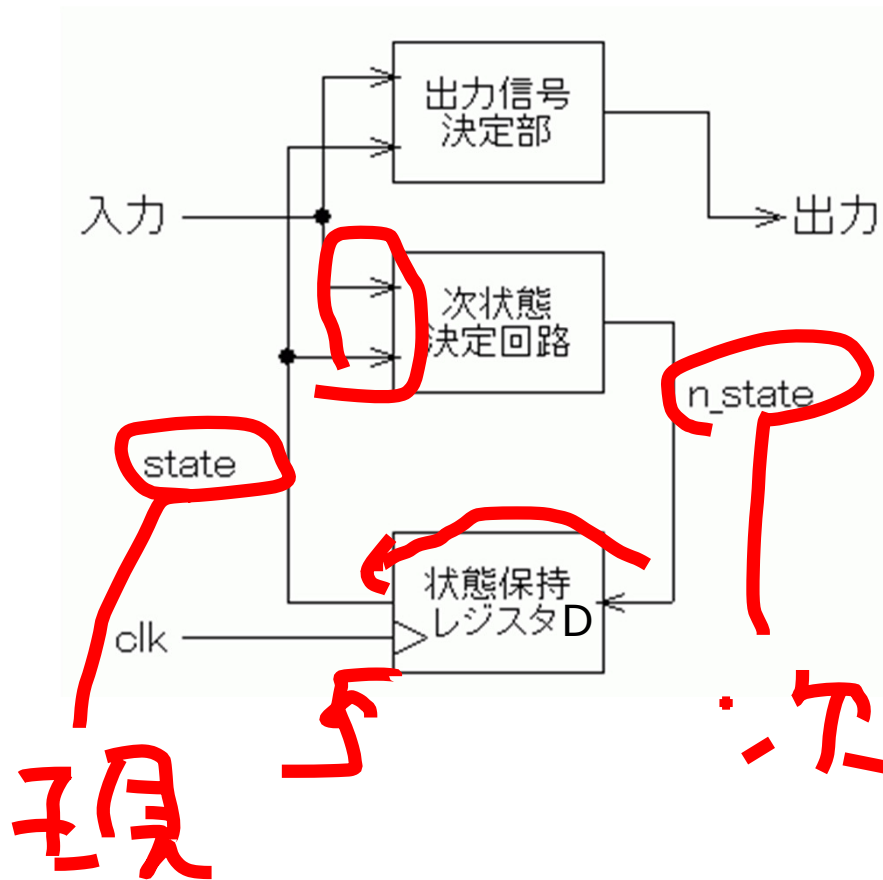 出力信号
決定部
入力
出力
次状態
決定回路
n_state
state
状態保持
レジスタD
clk
現
次